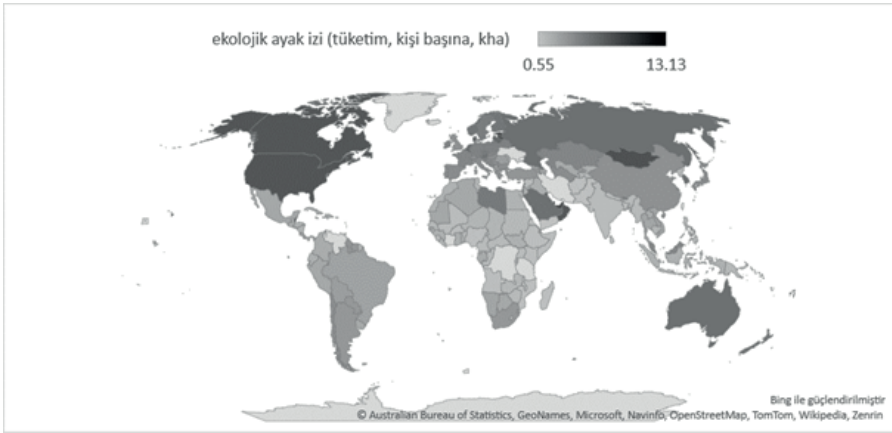 ekolojik ayak izi (tüketim, kişi başına, kha)
0.55 13.13
Bing ile güçlendirilmiştir
© Australian Bureau of Statistics, GeoNames, Microsoft, Navinfo, OpenStreetMap, TomTom, Wikipedia, Zenrin